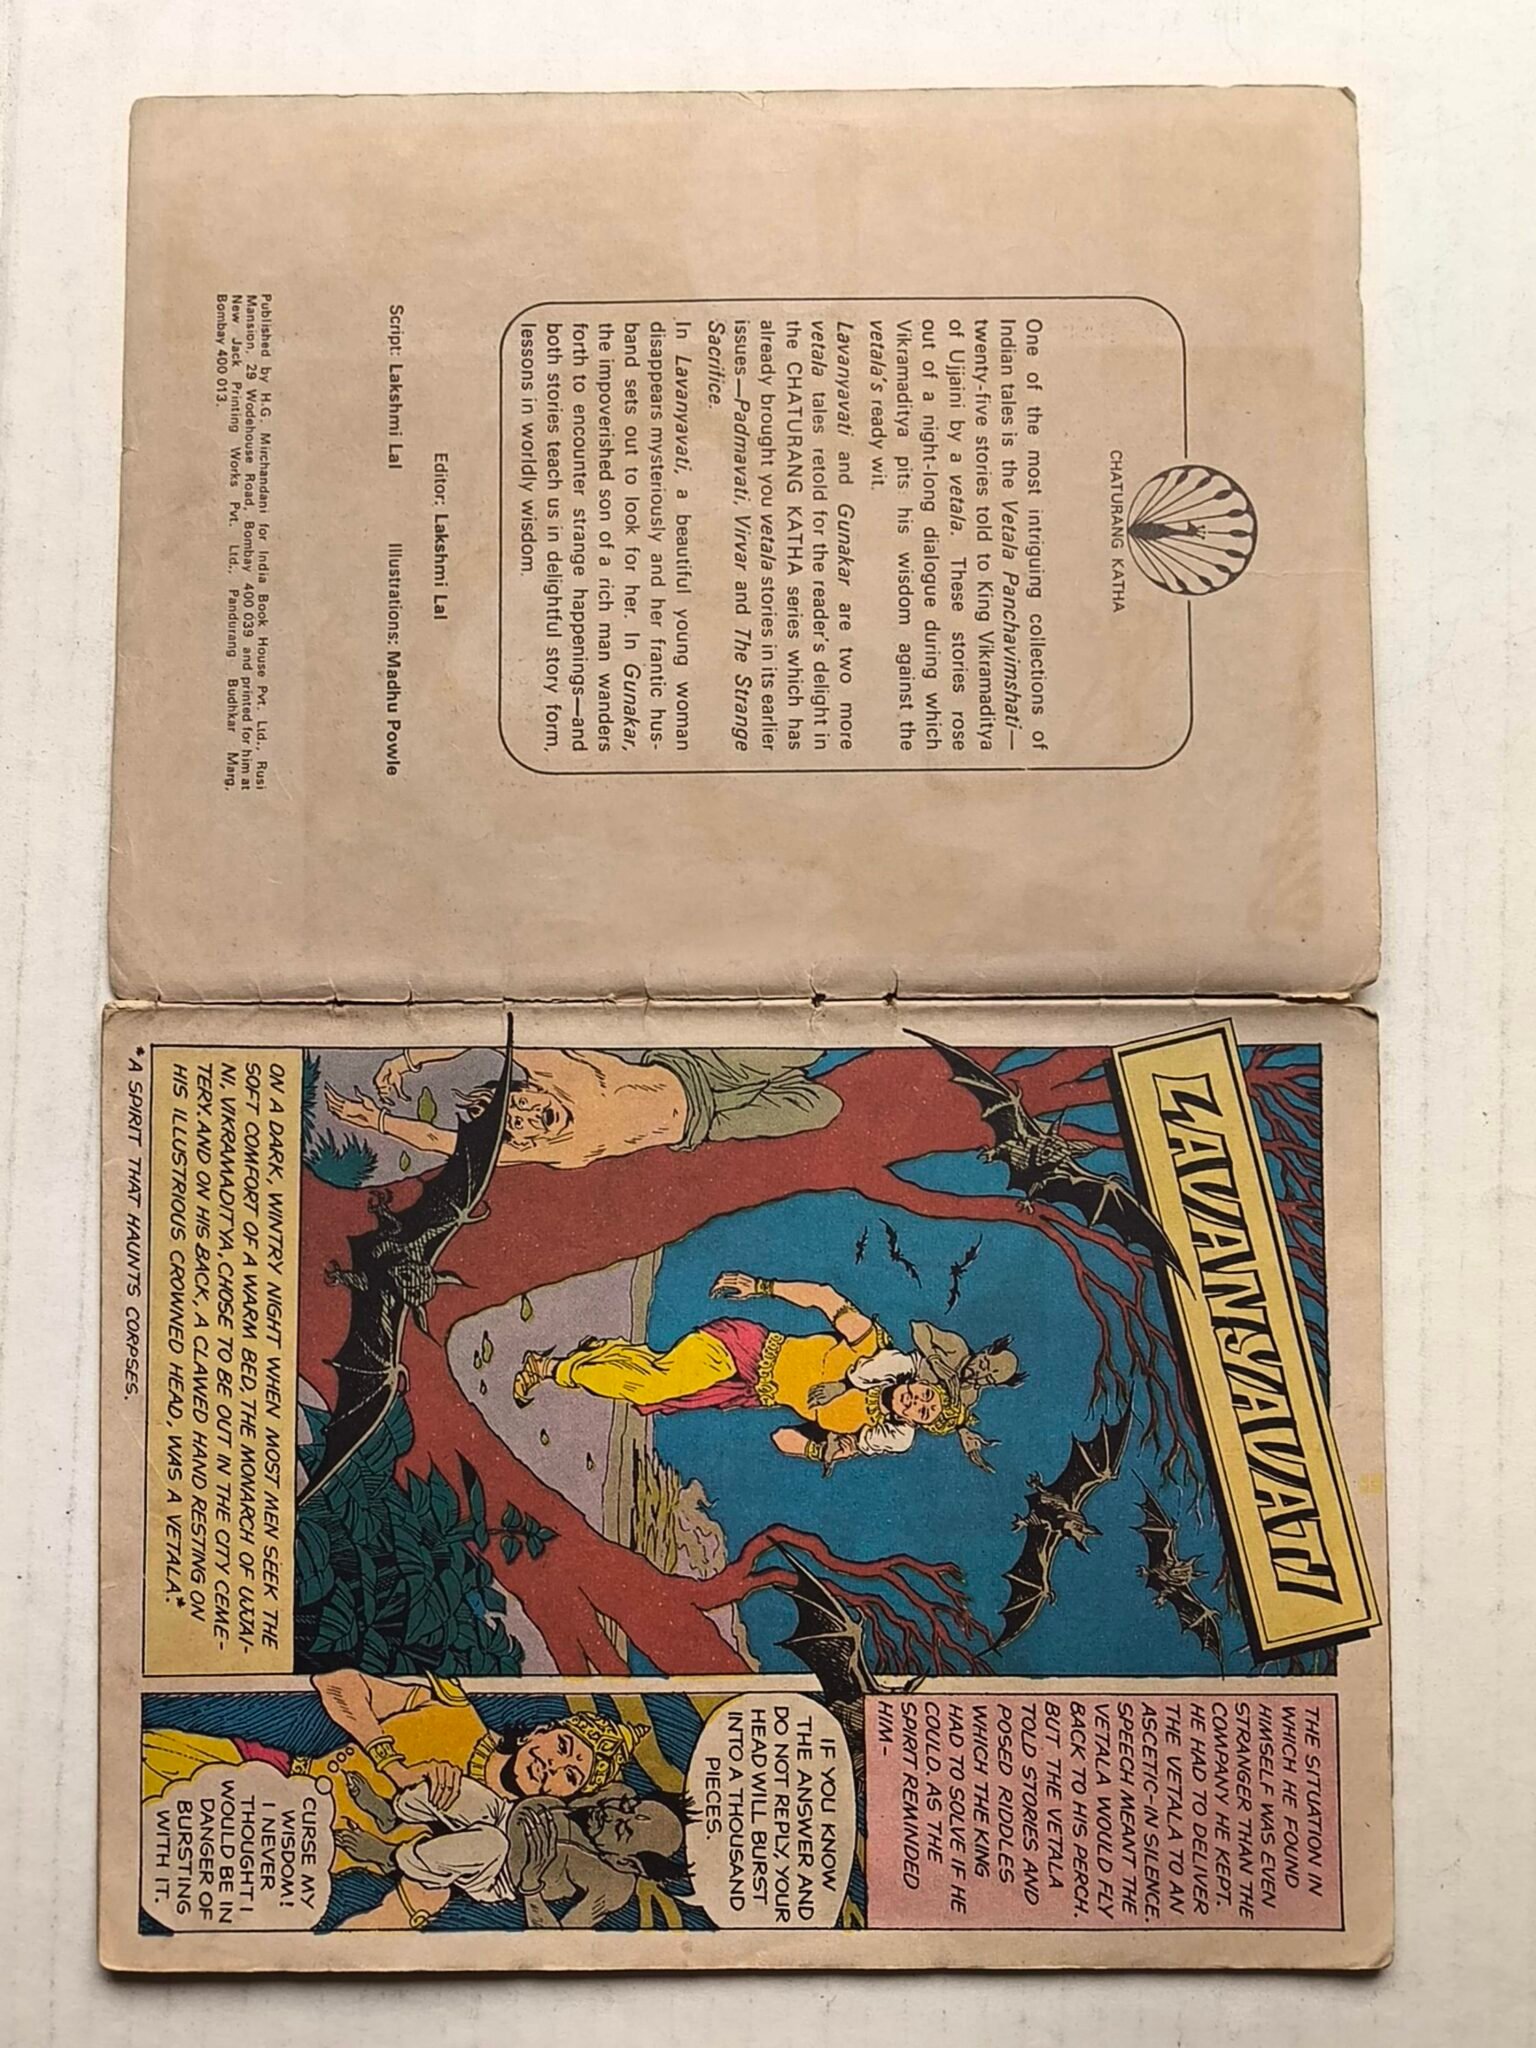 CHATURANG KATHA
One of the most intriguing collections of
Indian tales is the Vetala Panchavimshati—
twenty-five stories told to King Vikramaditya
of Ujjaini by a vetala. These stories rose
out of a night-long dialogue during which
Vikramaditya pits his wisdom against the
vetala's ready wit.
Lavanyavati and Gunakar are two more
vetala tales retold for the reader's delight in
the CHATURANG KATHA series which has
already brought you vetala stories in its earlier
issues—Padmavati, Virvar and The Strange
Sacrifice.
In Lavanyavati, a beautiful young woman
disappears mysteriously and her frantic hus-
band sets out to look for her. In Gunakar,
the impoverished son of a rich man wanders
forth to encounter strange happenings—and
both stories teach us in delightful story form,
lessons in worldly wisdom.
Editor: Lakshmi Lal
Script: Lakshmi Lal Illustrations: Madhu Powle
Published by H.G. Mirchandani for India Book House Pvt. Ltd., Rusi
Mansion, 29 Wodehouse Road, Bombay 400 039 and printed for him at
New Jack Printing Works Pvt. Ltd., Pandurang Budhkar Marg,
Bombay 400 013.
LAVANYAVATI
ON A DARK, WINTRY NIGHT WHEN MOST MEN SEEK THE
SOFT COMFORT OF A WARM BED, THE MONARCH OF UJJAI-
NI, VIKRAMADITYA, CHOSE TO BE OUT IN THE CITY CEME-
TERY. AND ON HIS BACK, A CLAWED HAND RESTING ON
HIS ILLUSTRIOUS CROWNED HEAD, WAS A VETALA.*
*A SPIRIT THAT HAUNTS CORPSES.
THE SITUATION IN
WHICH HE FOUND
HIMSELF WAS EVEN
STRANGER THAN THE
COMPANY HE KEPT.
HE HAD TO DELIVER
THE VETALA TO AN
ASCETIC-IN SILENCE.
SPEECH MEANT THE
VETALA WOULD FLY
BACK TO HIS PERCH.
BUT THE VETALA
TOLD STORIES AND
POSED RIDDLES
WHICH THE KING
HAD TO SOLVE IF HE
COULD, AS THE
SPIRIT REMINDED
HIM-
IF YOU KNOW
THE ANSWER AND
DO NOT REPLY, YOUR
HEAD WILL BURST
INTO A THOUSAND
PIECES.
CURSE MY
WISDOM!
I NEVER
THOUGHT I
WOULD BE IN
DANGER OF
BURSTING
WITH IT.